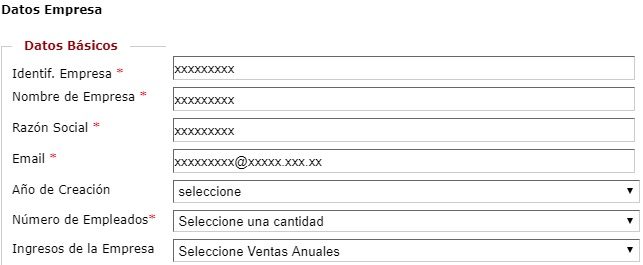 Datos Empresa
Datos Básicos
Identif. Empresa * xxxxxxxxx
Nombre de Empresa * xxxxxxxxx
Razón Social * xxxxxxxxx
Email * xxxxxxxxx@xxxxx.xxx.xx
Año de Creación seleccione
Número de Empleados* Seleccione una cantidad
Ingresos de la Empresa Seleccione Ventas Anuales